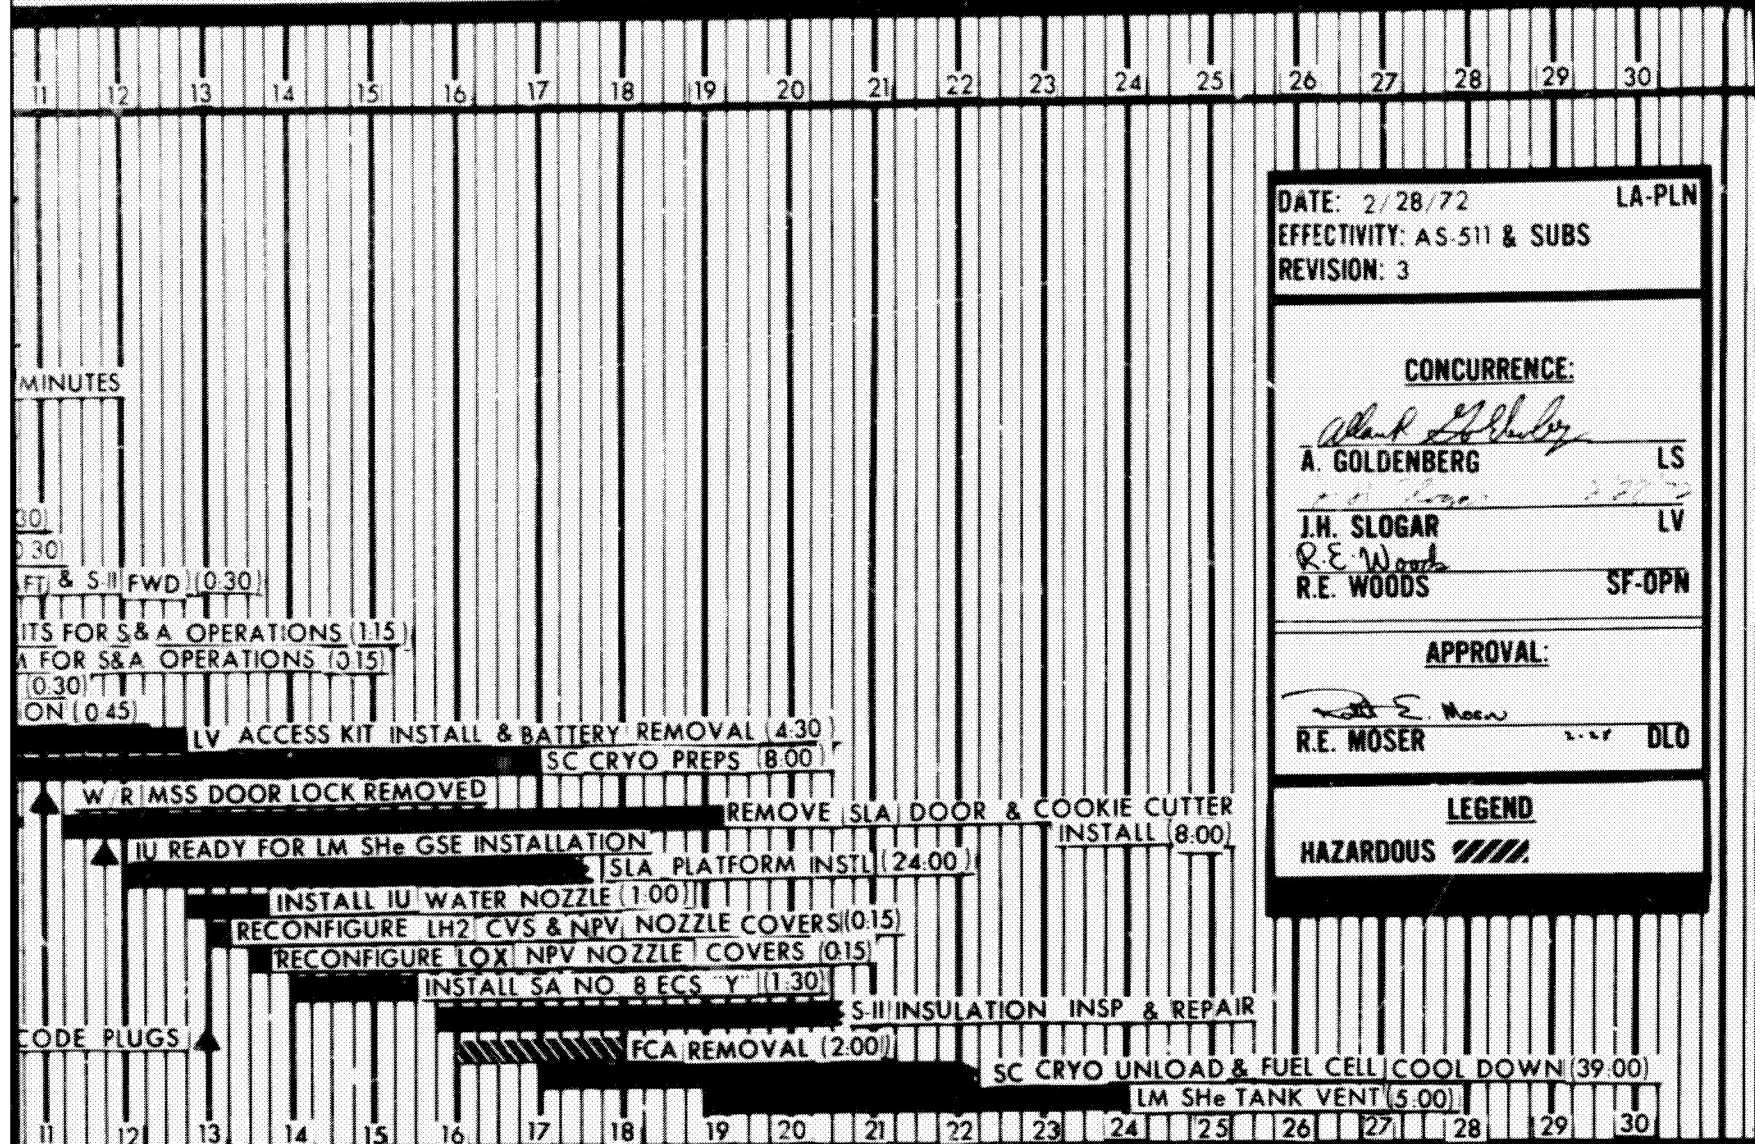 11 12 13 14 15 16 17 18 19 20 21 22 23 24 25 26 27 28 29 30
DATE: 2/28/72 LA-PLN
EFFECTIVITY: AS-511 & SUBS
REVISION: 3
CONCURRENCE:
A. GOLDENBERG LS
J.H. SLOGAR LV
R.E. Woods
R.E. WOODS SF-OPN
APPROVAL:
R.E. MOSER 2-28 DLO
LEGEND
HAZARDOUS
MINUTES
30)
0:30)
AFT) & S-II (FWD) (0:30)
ITS FOR S&A OPERATIONS (1:15)
M FOR S&A OPERATIONS (0:15)
(0:30)
ION (0:45)
LV ACCESS KIT INSTALL & BATTERY REMOVAL (4:30)
SC CRYO PREPS (8:00)
W/R MSS DOOR LOCK REMOVED
REMOVE SLA DOOR & COOKIE CUTTER
INSTALL (8:00)
IU READY FOR LM SHe GSE INSTALLATION
SLA PLATFORM INSTL (24:00)
INSTALL IU WATER NOZZLE (1:00)
RECONFIGURE LH2 CVS & NPV NOZZLE COVERS (0:15)
RECONFIGURE LOX NPV NOZZLE COVERS (0:15)
INSTALL SA NO. 8 ECS "Y" (1:30)
S-II INSULATION INSP & REPAIR
CODE PLUGS
FCA REMOVAL (2:00)
SC CRYO UNLOAD & FUEL CELL COOL DOWN (39:00)
LM SHe TANK VENT (5:00)
11 12 13 14 15 16 17 18 19 20 21 22 23 24 25 26 27 28 29 30